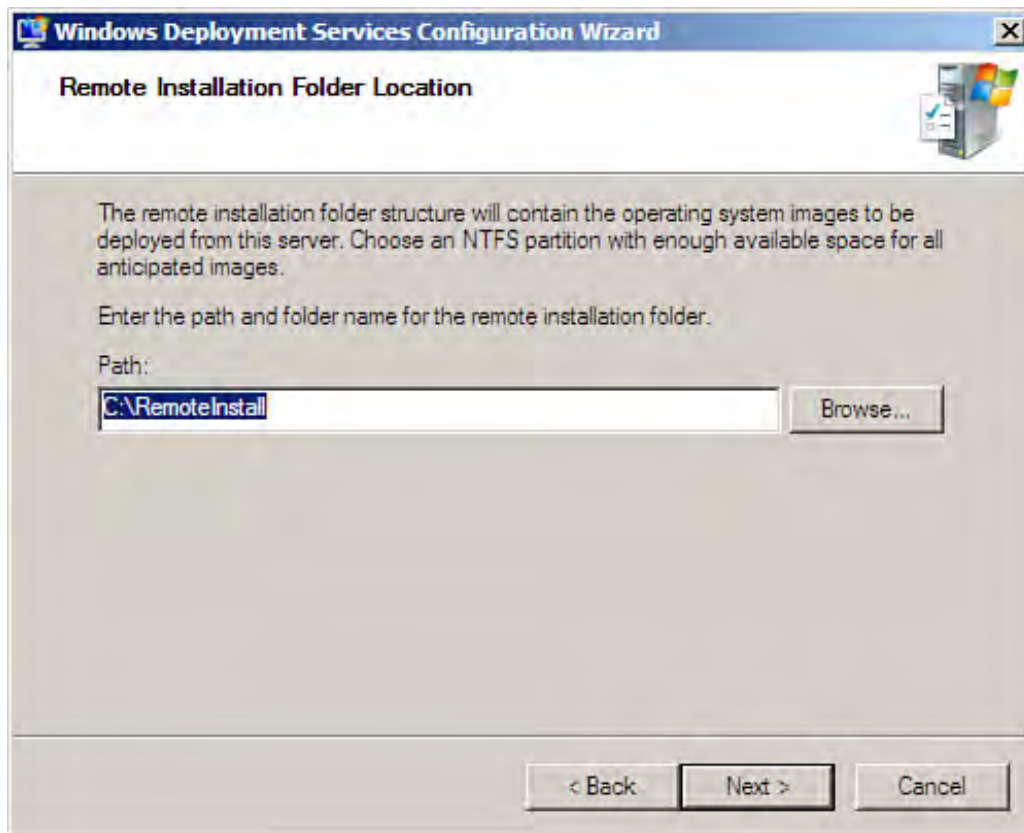 Windows Deployment Services Configuration Wizard
Remote Installation Folder Location
The remote installation folder structure will contain the operating system images to be
deployed from this server. Choose an NTFS partition with enough available space for all
anticipated images.
Enter the path and folder name for the remote installation folder.
Path:
C:\RemoteInstall
Browse...
< Back
Next >
Cancel